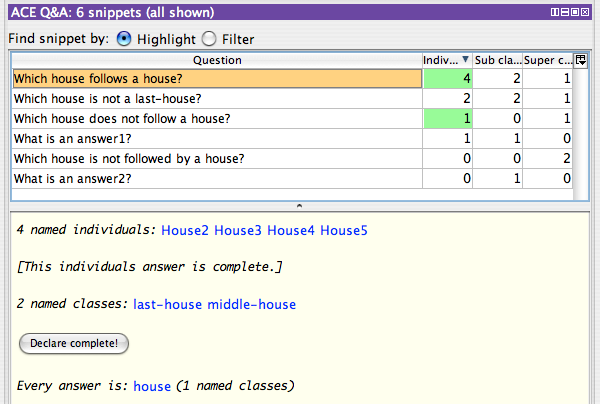 ACE Q&A: 6 snippets (all shown)
Find snippet by: Highlight Filter
Question Indiv... Sub cla... Super c...
Which house follows a house? 4 2 1
Which house is not a last-house? 2 2 1
Which house does not follow a house? 1 0 1
What is an answer1? 1 1 0
Which house is not followed by a house? 0 0 2
What is an answer2? 0 1 0
4 named individuals: House2 House3 House4 House5
[This individuals answer is complete.]
2 named classes: last-house middle-house
Declare complete!
Every answer is: house (1 named classes)